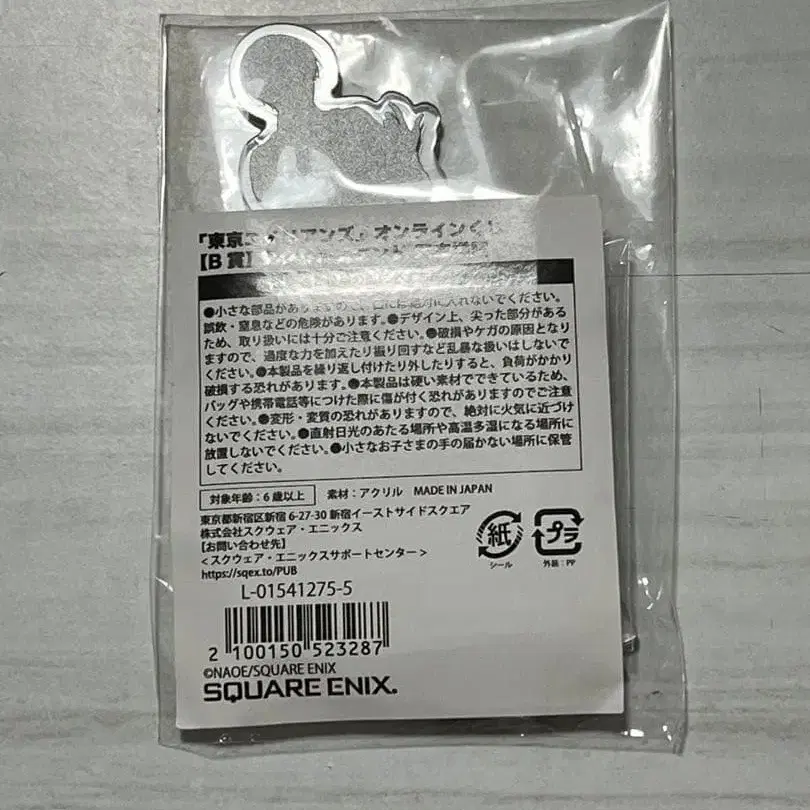 「東京エイリアンズ」オンラインくじ
【B賞】
●小さな部品がありますので、口には絶対に入れないでください。
誤飲・窒息などの危険があります。●デザイン上、尖った部分がある
ため、取り扱いには十分ご注意ください。●破損やケガの原因となり
ますので、過度な力を加えたり振り回すなど乱暴な扱いはしないで
ください。●本製品を繰り返し付けたり外したりすると、負荷がかかり
破損する恐れがあります。●本製品は硬い素材でできているため、
バッグや携帯電話等につけた際に傷が付く恐れがありますのでご注意
ください。●変形・変質の恐れがありますので、絶対に火気に近づけ
ないでください。●直射日光のあたる場所や高温多湿になる場所に
放置しないでください。●小さなお子さまの手の届かない場所に保管
してください。
対象年齢：6歳以上 素材：アクリル MADE IN JAPAN
東京都新宿区新宿 6-27-30 新宿イーストサイドスクエア
株式会社スクウェア・エニックス
【お問い合わせ先】
＜スクウェア・エニックスサポートセンター＞
https://sqex.to/PUB
紙
シール
プラ
外装：PP
L-01541275-5
2 100150 523287
©NAOE/SQUARE ENIX
SQUARE ENIX.